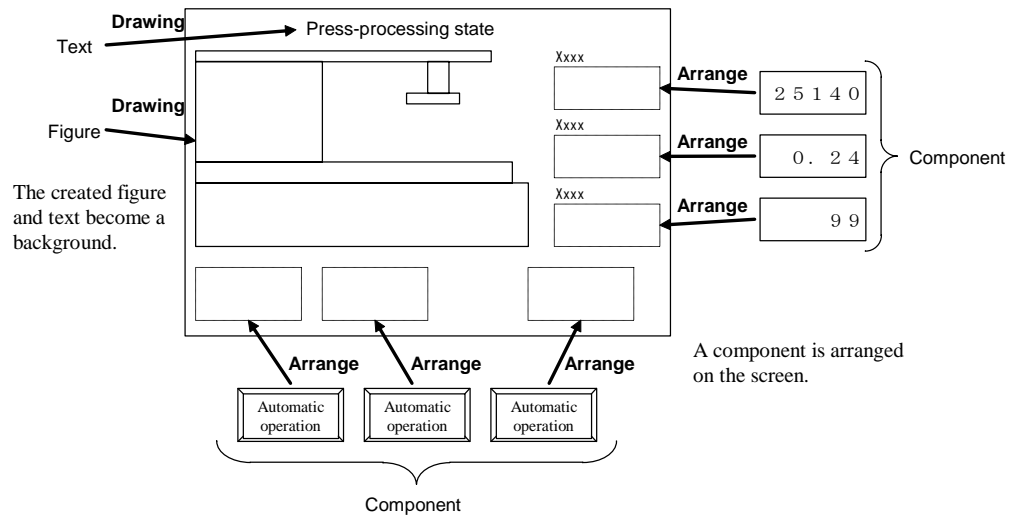 Drawing
Text
Press-processing state
Xxxx
Arrange
25140
Drawing
Figure
Xxxx
Arrange
0.24
Component
The created figure
and text become a
background.
Xxxx
Arrange
99
Arrange
Arrange
Arrange
A component is arranged
on the screen.
Automatic
operation
Automatic
operation
Automatic
operation
Component